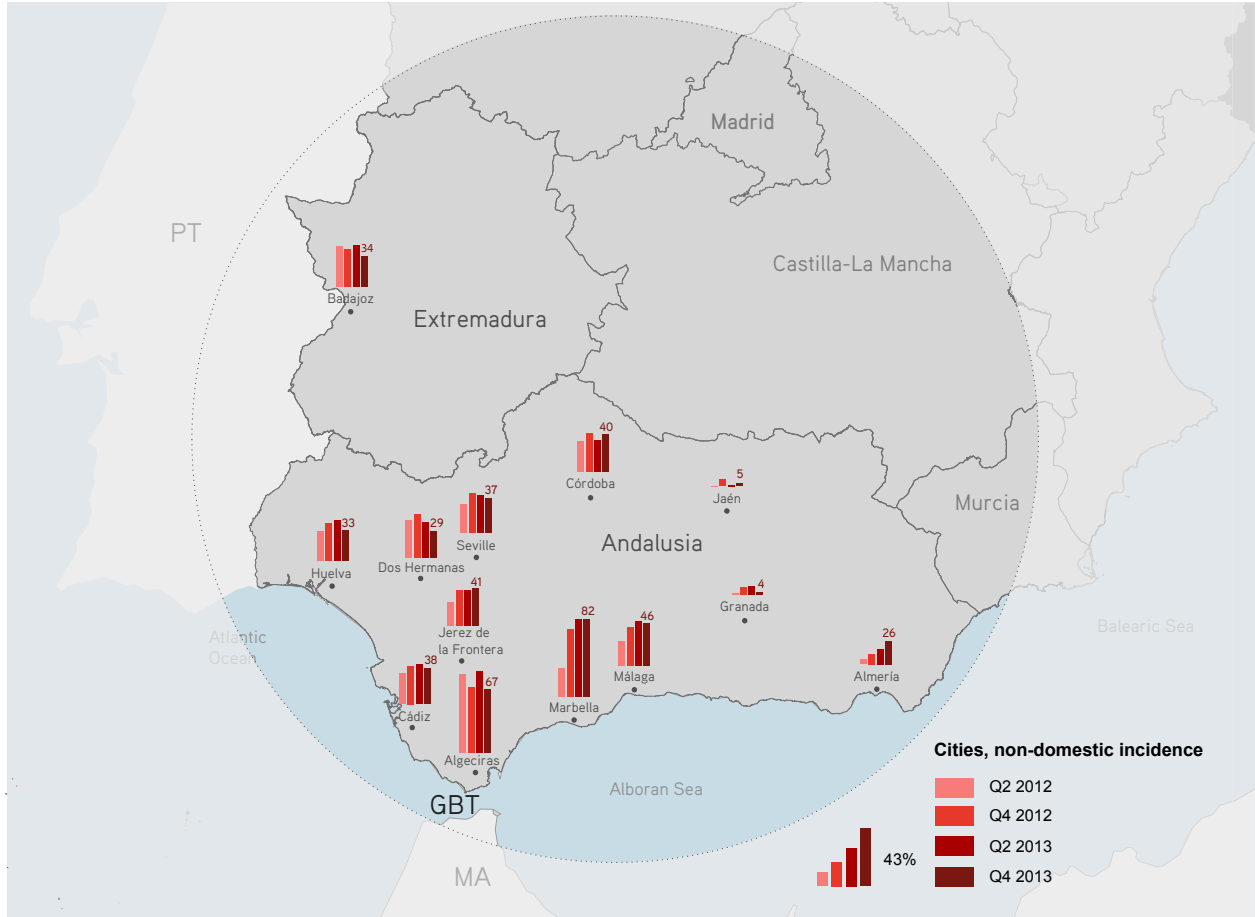 Madrid
PT
Castilla-La Mancha
34
Badajoz
Extremadura
40
Córdoba
5
Jaén
37
Seville
Murcia
33
Huelva
29
Dos Hermanas
Andalusia
41
Jerez de
la Frontera
4
Granada
Atlantic
Ocean
Balearic Sea
82
Marbella
46
Málaga
26
Almería
38
Cádiz
67
Algeciras
GBT
Alboran Sea
MA
Cities, non-domestic incidence
Q2 2012
Q4 2012
Q2 2013
Q4 2013
43%